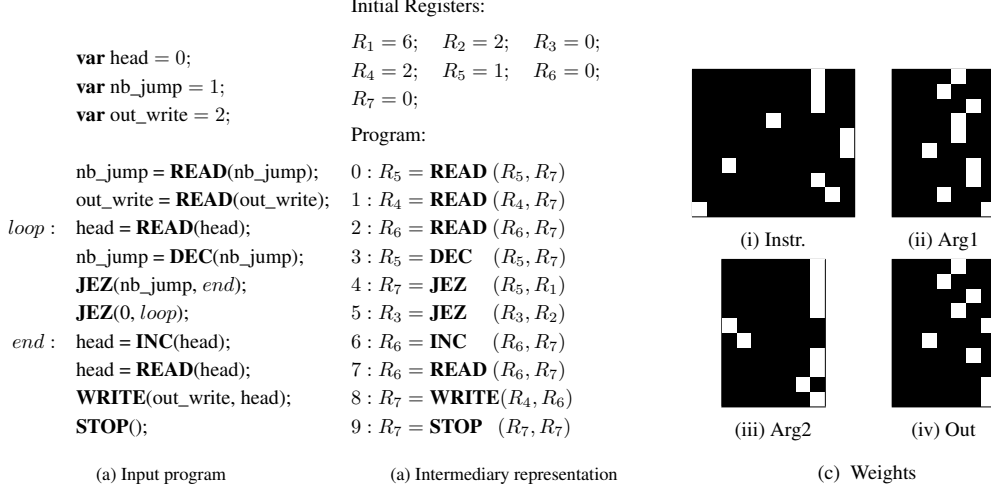 Initial Registers:
R₁ = 6; R₂ = 2; R₃ = 0;
R₄ = 2; R₅ = 1; R₆ = 0;
R₇ = 0;
var head = 0;
var nb_jump = 1;
var out_write = 2;
Program:
nb_jump = READ(nb_jump);
out_write = READ(out_write);
loop : head = READ(head);
nb_jump = DEC(nb_jump);
JEZ(nb_jump, end);
JEZ(0, loop);
end : head = INC(head);
head = READ(head);
WRITE(out_write, head);
STOP();
0 : R₅ = READ (R₅, R₇)
1 : R₄ = READ (R₄, R₇)
2 : R₆ = READ (R₆, R₇)
3 : R₅ = DEC (R₅, R₇)
4 : R₇ = JEZ (R₅, R₁)
5 : R₃ = JEZ (R₃, R₂)
6 : R₆ = INC (R₆, R₇)
7 : R₆ = READ (R₆, R₇)
8 : R₇ = WRITE(R₄, R₆)
9 : R₇ = STOP (R₇, R₇)
(i) Instr.
(ii) Arg1
(iii) Arg2
(iv) Out
(a) Input program
(a) Intermediary representation
(c) Weights